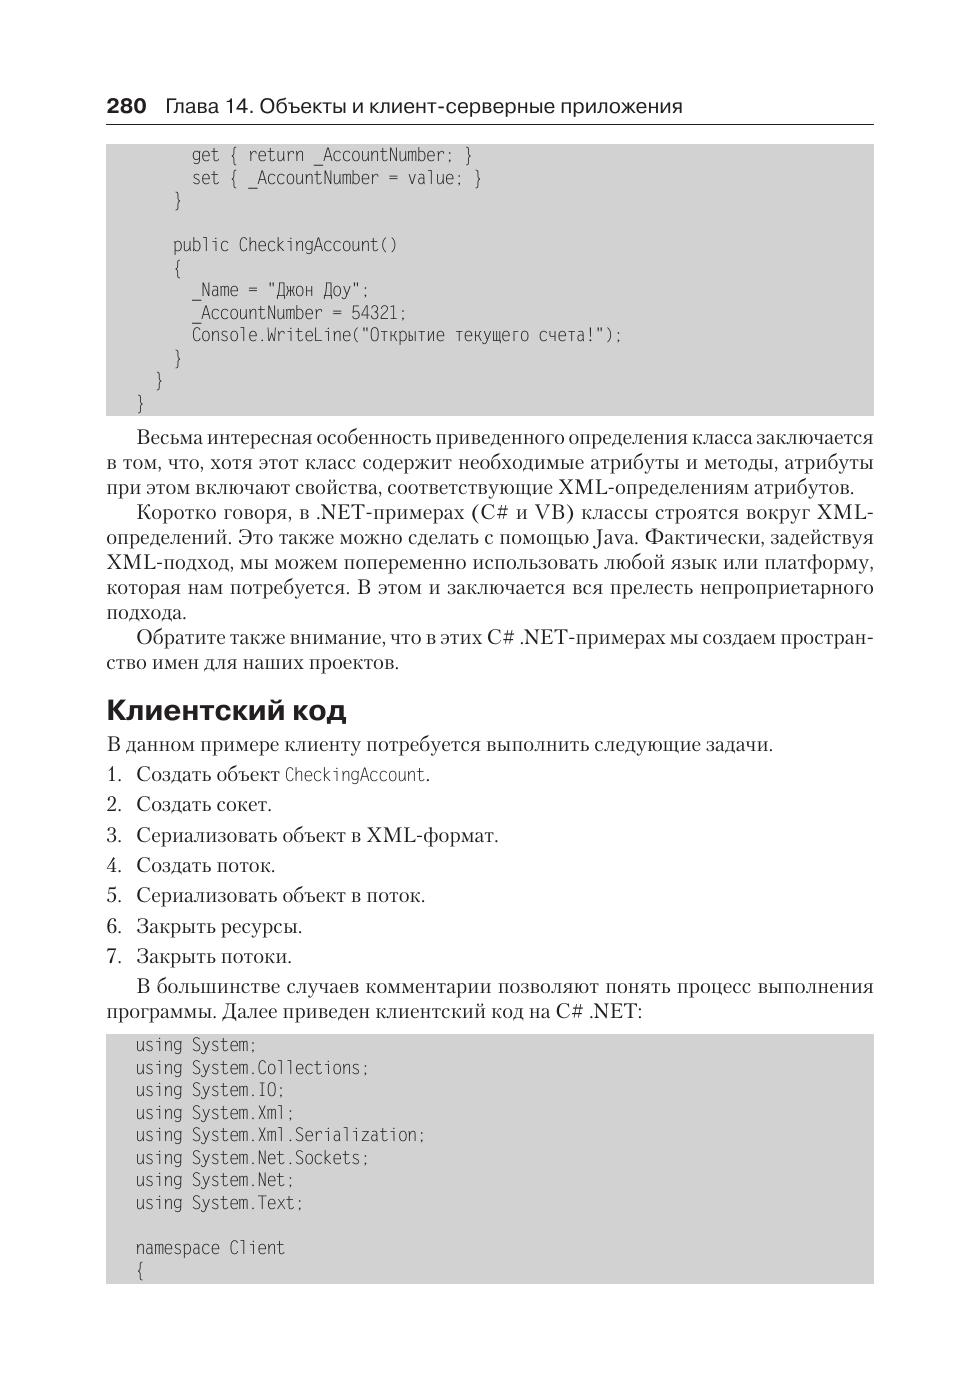 280 Глава 14. Объекты и клиент-серверные приложения
get { return _AccountNumber; }
set { _AccountNumber = value; }
}
public CheckingAccount()
{
_Name = "Джон Доу";
_AccountNumber = 54321;
Console.WriteLine("Открытие текущего счета!");
}
}
}
Весьма интересная особенность приведенного определения класса заключается
в том, что, хотя этот класс содержит необходимые атрибуты и методы, атрибуты
при этом включают свойства, соответствующие XML-определениям атрибутов.
Коротко говоря, в .NET-примерах (C# и VB) классы строятся вокруг XML-
определений. Это также можно сделать с помощью Java. Фактически, задействуя
XML-подход, мы можем попеременно использовать любой язык или платформу,
которая нам потребуется. В этом и заключается вся прелесть непроприетарного
подхода.
Обратите также внимание, что в этих C# .NET-примерах мы создаем простран-
ство имен для наших проектов.
Клиентский код
В данном примере клиенту потребуется выполнить следующие задачи.
1. Создать объект CheckingAccount.
2. Создать сокет.
3. Сериализовать объект в XML-формат.
4. Создать поток.
5. Сериализовать объект в поток.
6. Закрыть ресурсы.
7. Закрыть потоки.
В большинстве случаев комментарии позволяют понять процесс выполнения
программы. Далее приведен клиентский код на C# .NET:
using System;
using System.Collections;
using System.IO;
using System.Xml;
using System.Xml.Serialization;
using System.Net.Sockets;
using System.Net;
using System.Text;
namespace Client
{